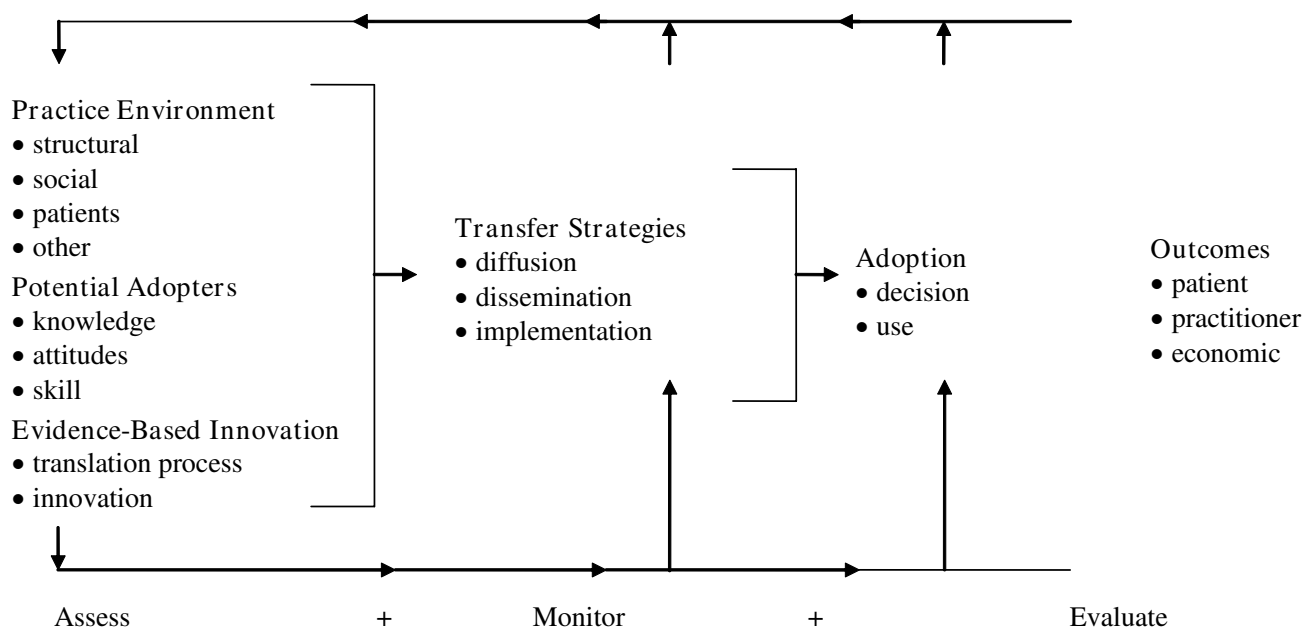 Practice Environment
• structural
• social
• patients
• other
Potential Adopters
• knowledge
• attitudes
• skill
Evidence-Based Innovation
• translation process
• innovation
Transfer Strategies
• diffusion
• dissemination
• implementation
Adoption
• decision
• use
Outcomes
• patient
• practitioner
• economic
Assess + Monitor + Evaluate